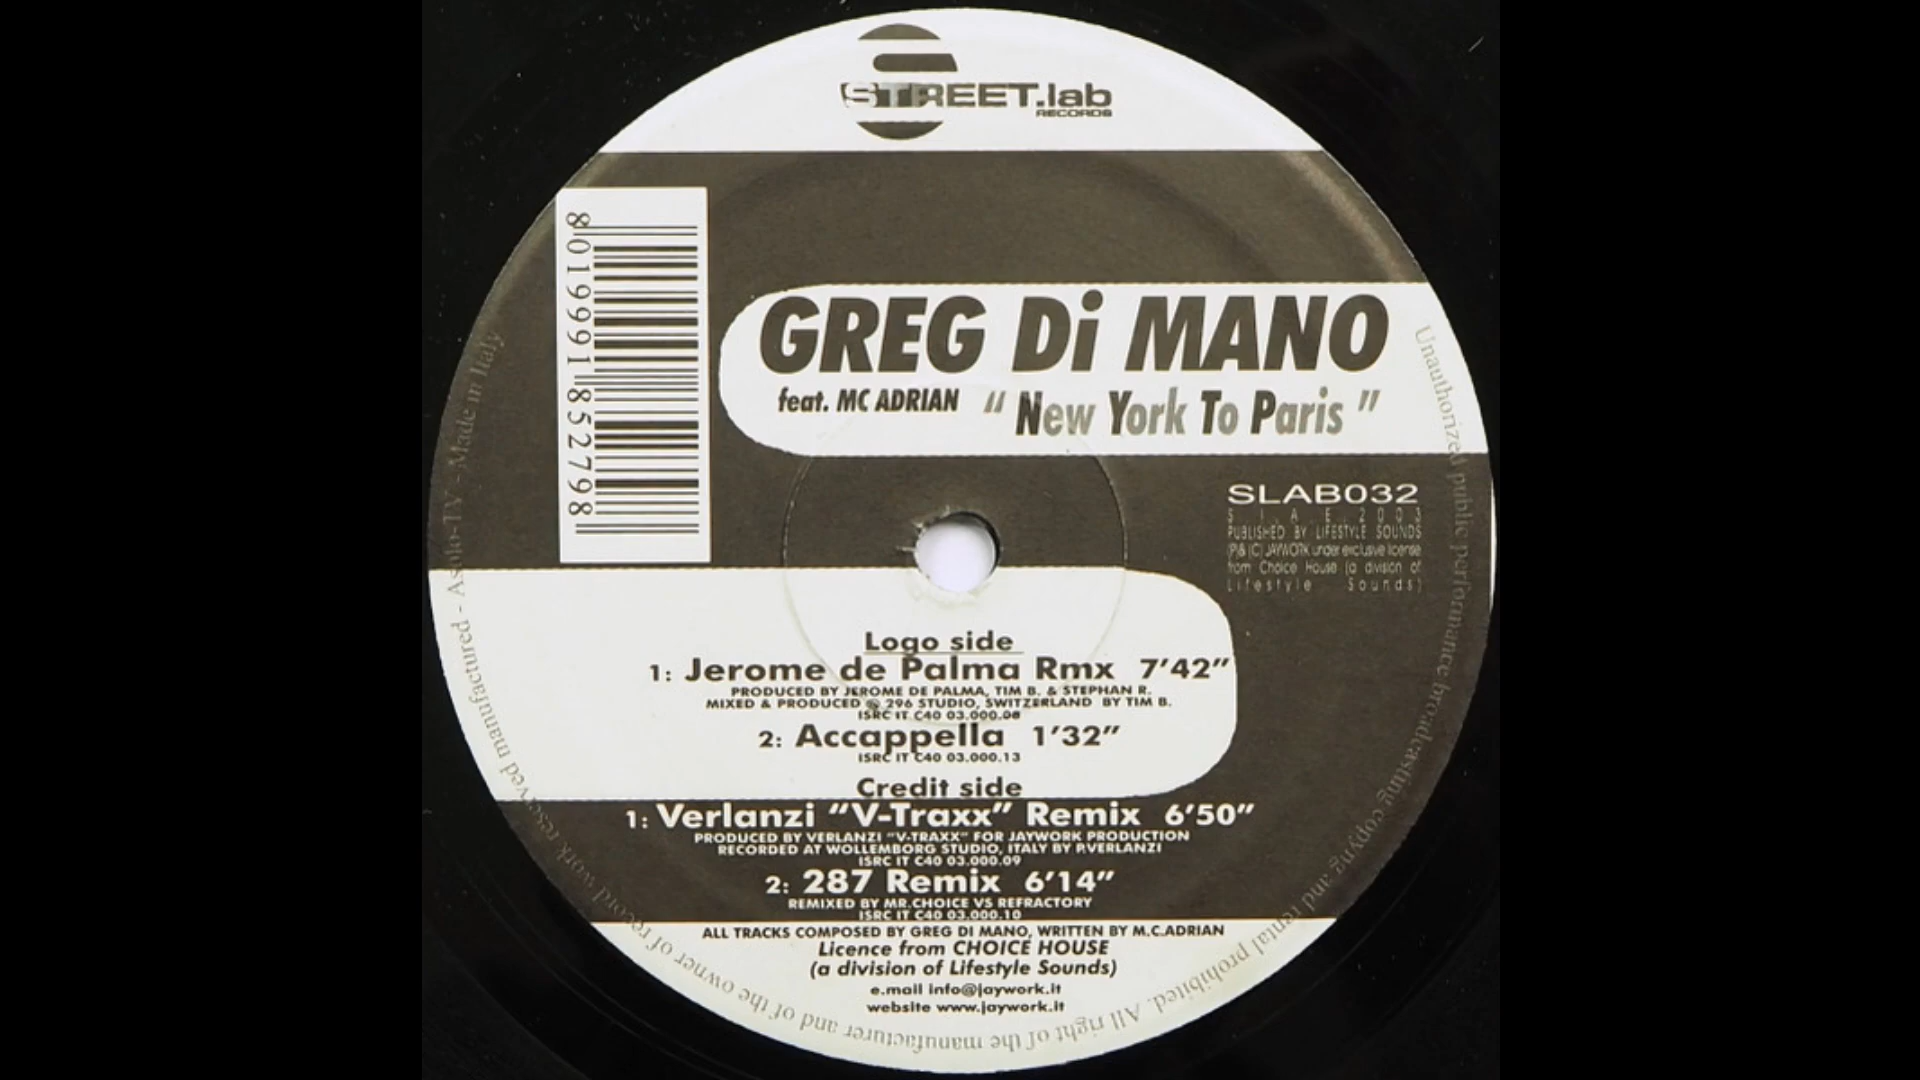 STREET.lab
RECORDS
8019991852798
GREG Di MANO
feat. MC ADRIAN " New York To Paris "
SLAB032
S.I.A.E. 2003
PUBLISHED BY LIFESTYLE SOUNDS
(P)& (C) JAYWORK under exclusive license
from Choice House (a division of
Lifestyle Sounds)
Logo side
1: Jerome de Palma Rmx 7'42"
PRODUCED BY JEROME DE PALMA, TIM B. & STEPHAN R.
MIXED & PRODUCED @ 296 STUDIO, SWITZERLAND BY TIM B.
ISRC IT C40 03.000.08
2: Accappella 1'32"
ISRC IT C40 03.000.13
Credit side
1: Verlanzi "V-Traxx" Remix 6'50"
PRODUCED BY VERLANZI "V-TRAXX" FOR JAYWORK PRODUCTION
RECORDED AT WOLLEMBORG STUDIO, ITALY BY P.VERLANZI
ISRC IT C40 03.000.09
2: 287 Remix 6'14"
REMIXED BY MR.CHOICE VS REFRACTORY
ISRC IT C40 03.000.10
ALL TRACKS COMPOSED BY GREG DI MANO, WRITTEN BY M.C.ADRIAN
Licence from CHOICE HOUSE
(a division of Lifestyle Sounds)
e.mail info@jaywork.it
website www.jaywork.it
Unauthorized public performance broadcasting copying and rental prohibited. All right of the manufacturer and of the owner of record work reserved manufactured - Asolo-TV - Made in Italy